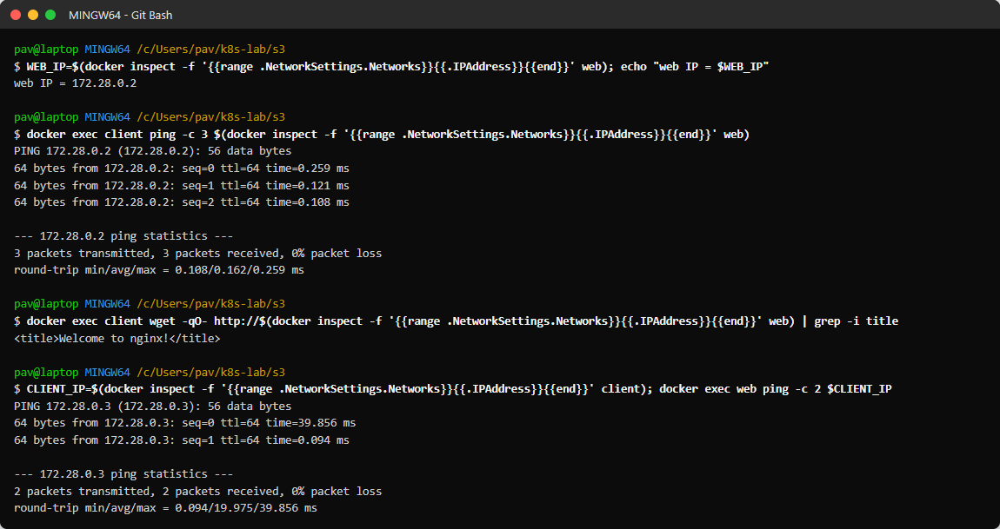 MINGW64 - Git Bash
pav@laptop MINGW64 /c/Users/pav/k8s-lab/s3
$ WEB_IP=$(docker inspect -f '{{range .NetworkSettings.Networks}}{{.IPAddress}}{{end}}' web); echo "web IP = $WEB_IP"
web IP = 172.28.0.2
pav@laptop MINGW64 /c/Users/pav/k8s-lab/s3
$ docker exec client ping -c 3 $(docker inspect -f '{{range .NetworkSettings.Networks}}{{.IPAddress}}{{end}}' web)
PING 172.28.0.2 (172.28.0.2): 56 data bytes
64 bytes from 172.28.0.2: seq=0 ttl=64 time=0.259 ms
64 bytes from 172.28.0.2: seq=1 ttl=64 time=0.121 ms
64 bytes from 172.28.0.2: seq=2 ttl=64 time=0.108 ms
--- 172.28.0.2 ping statistics ---
3 packets transmitted, 3 packets received, 0% packet loss
round-trip min/avg/max = 0.108/0.162/0.259 ms
pav@laptop MINGW64 /c/Users/pav/k8s-lab/s3
$ docker exec client wget -qO- http://$(docker inspect -f '{{range .NetworkSettings.Networks}}{{.IPAddress}}{{end}}' web) | grep -i title
<title>Welcome to nginx!</title>
pav@laptop MINGW64 /c/Users/pav/k8s-lab/s3
$ CLIENT_IP=$(docker inspect -f '{{range .NetworkSettings.Networks}}{{.IPAddress}}{{end}}' client); docker exec web ping -c 2 $CLIENT_IP
PING 172.28.0.3 (172.28.0.3): 56 data bytes
64 bytes from 172.28.0.3: seq=0 ttl=64 time=39.856 ms
64 bytes from 172.28.0.3: seq=1 ttl=64 time=0.094 ms
--- 172.28.0.3 ping statistics ---
2 packets transmitted, 2 packets received, 0% packet loss
round-trip min/avg/max = 0.094/19.975/39.856 ms